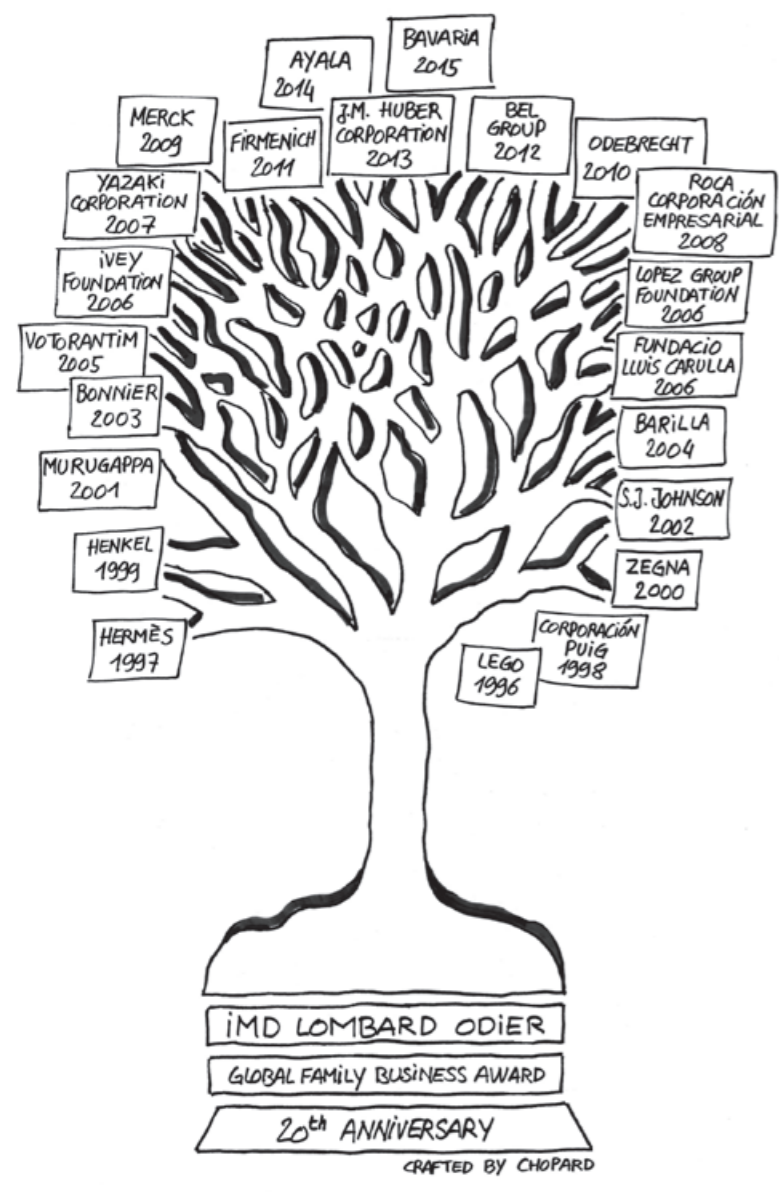 BAVARIA
2015
AYALA
2014
MERCK
2009
FIRMENICH
2011
J.M. HUBER
CORPORATION
2013
BEL
GROUP
2012
ODEBRECHT
2010
YAZAKI
CORPORATION
2007
ROCA
CORPORACIÓN
EMPRESARIAL
2008
IVEY
FOUNDATION
2006
LOPEZ GROUP
FOUNDATION
2006
VOTORANTIM
2005
FUNDACIO
LLUIS CARULLA
2006
BONNIER
2003
BARILLA
2004
MURUGAPPA
2001
S.J. JOHNSON
2002
HENKEL
1999
ZEGNA
2000
HERMÈS
1997
CORPORACIÓN
PUIG
1998
LEGO
1996
IMD LOMBARD ODIER
GLOBAL FAMILY BUSINESS AWARD
20th ANNIVERSARY
CRAFTED BY CHOPARD